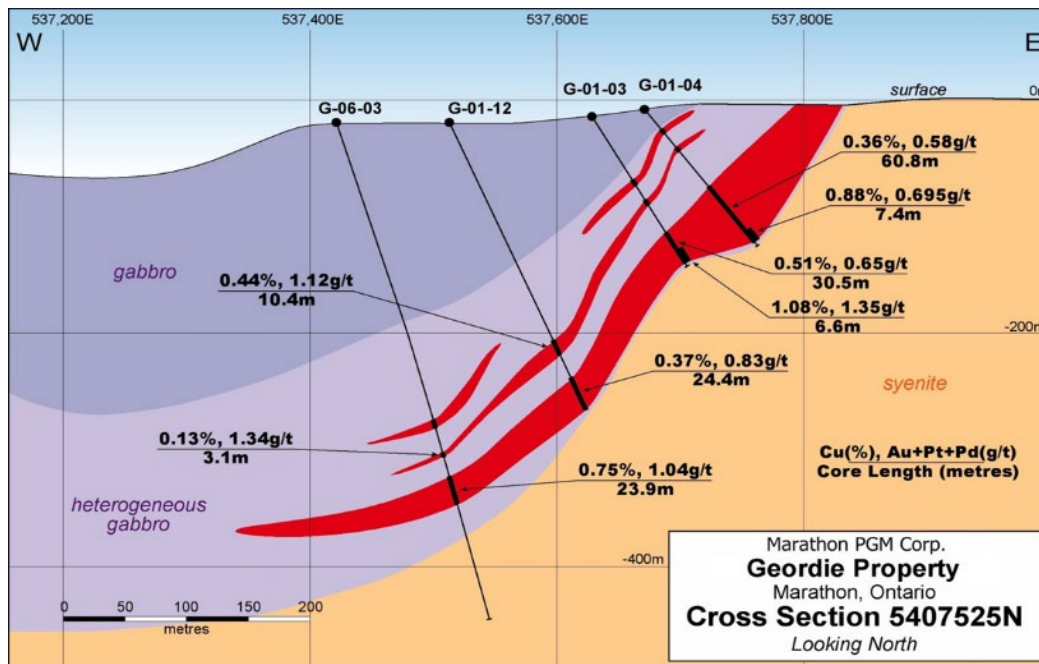 537,200E
537,400E
537,600E
537,800E
W
E
G-06-03
G-01-12
G-01-03
G-01-04
surface
0m
0.36%, 0.58g/t
60.8m
0.88%, 0.695g/t
7.4m
0.51%, 0.65g/t
30.5m
1.08%, 1.35g/t
6.6m
gabbro
0.44%, 1.12g/t
10.4m
-200m
0.37%, 0.83g/t
24.4m
syenite
0.13%, 1.34g/t
3.1m
Cu(%), Au+Pt+Pd(g/t)
Core Length (metres)
0.75%, 1.04g/t
23.9m
heterogeneous
gabbro
-400m
0 50 100 150 200
metres
Marathon PGM Corp.
Geordie Property
Marathon, Ontario
Cross Section 5407525N
Looking North